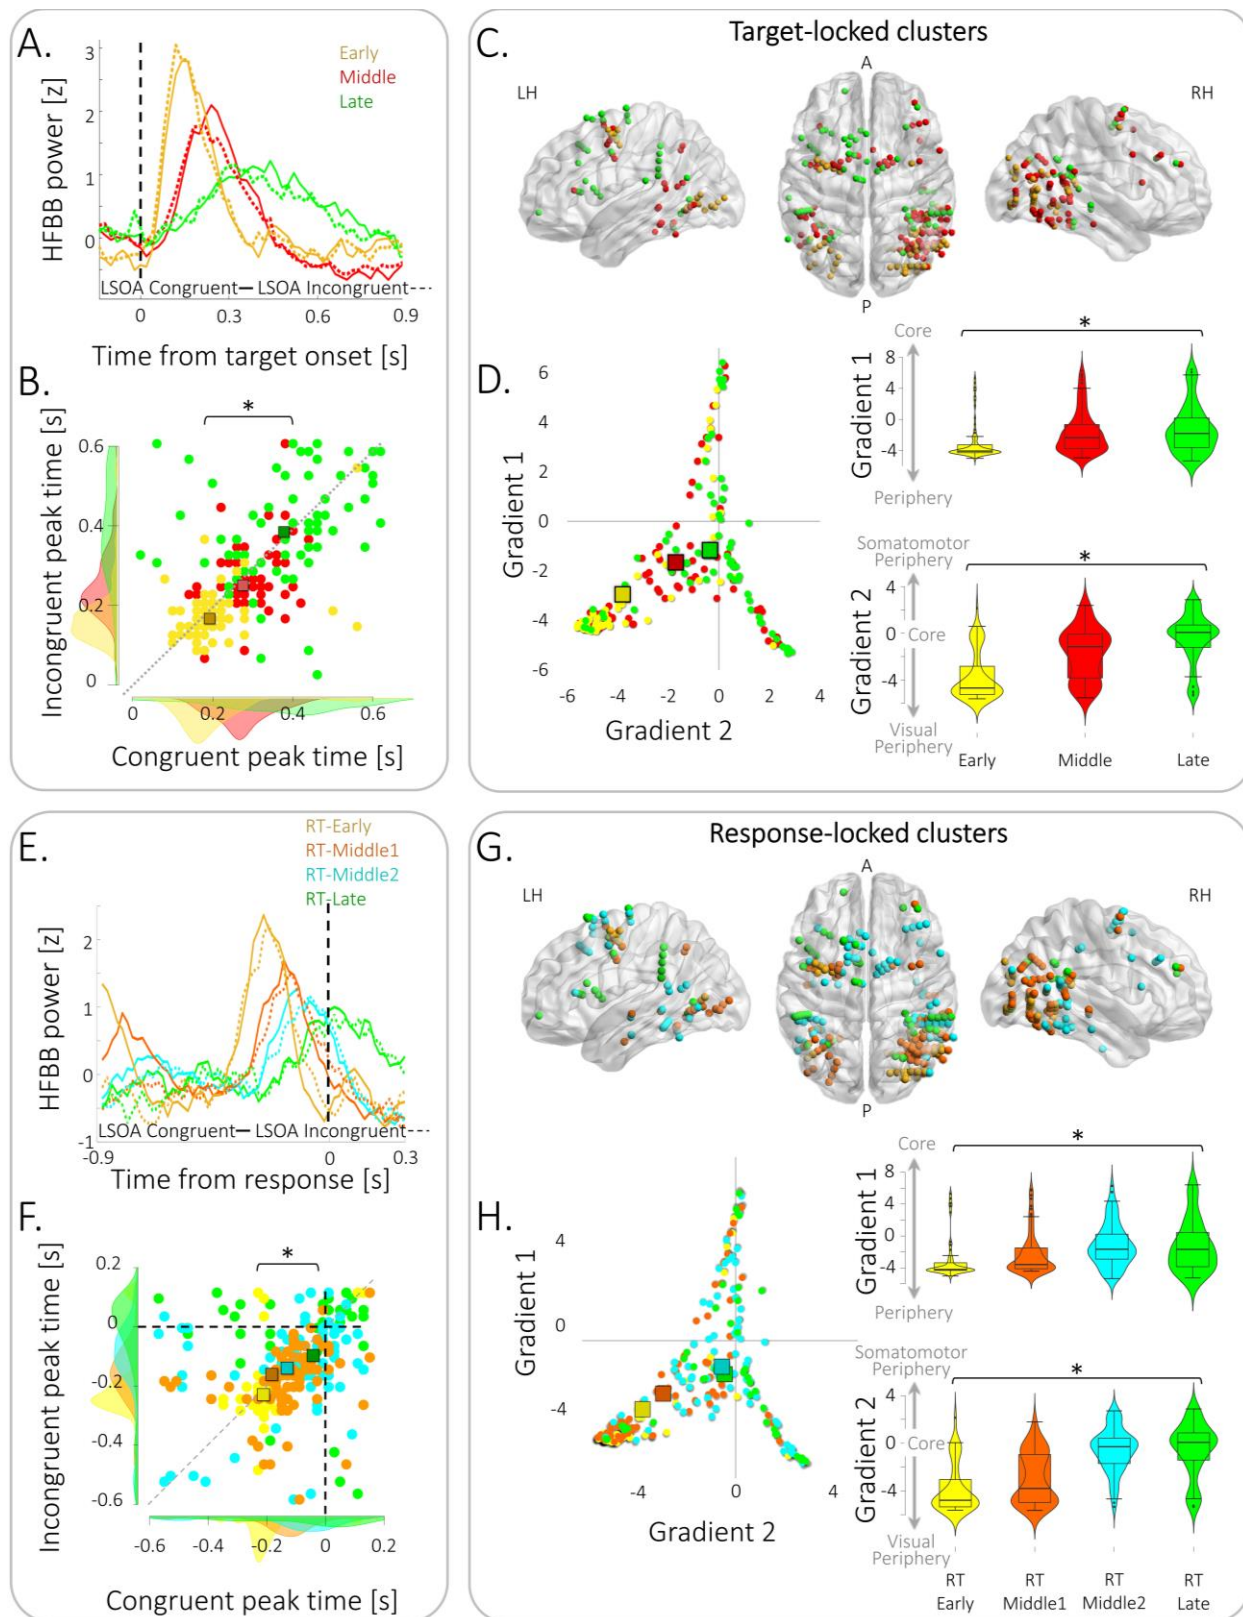 A.
HFBB power [z]
3
2
1
0
Early
Middle
Late
LSOA Congruent
LSOA Incongruent
0
0.3
0.6
0.9
Time from target onset [s]
B.
*
Incongruent peak time [s]
0.6
0.4
0.2
0
0
0.2
0.4
0.6
Congruent peak time [s]
C.
Target-locked clusters
LH
A
RH
P
D.
Gradient 1
6
4
2
0
-2
-4
-6
-6
-4
-2
0
2
4
Gradient 2
*
Core
Gradient 1
8
0
-4
Periphery
Somatomotor
Periphery
*
Gradient 2
4
0
Core
-4
Visual
Periphery
Early
Middle
Late
E.
RT-Early
RT-Middle1
RT-Middle2
RT-Late
HFBB power [z]
2
1
0
-1
LSOA Congruent
LSOA Incongruent
-0.9
0
0.3
Time from response [s]
F.
*
Incongruent peak time [s]
0.2
0
-0.2
-0.4
-0.6
-0.6
-0.4
-0.2
0
0.2
Congruent peak time [s]
G.
Response-locked clusters
LH
A
RH
P
H.
Gradient 1
4
0
-4
-4
0
4
Gradient 2
*
Core
Gradient 1
8
0
-4
Periphery
Somatomotor
Periphery
*
Gradient 2
4
0
Core
-4
Visual
Periphery
RT
Early
RT
Middle1
RT
Middle2
RT
Late